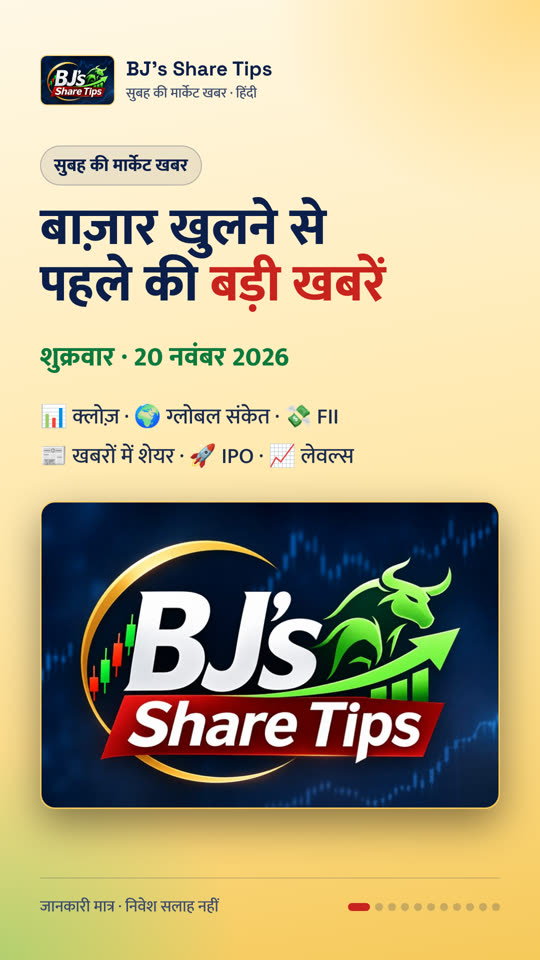 BJ's Share Tips
BJ's Share Tips
सुबह की मार्केट खबर · हिंदी
सुबह की मार्केट खबर
बाज़ार खुलने से
पहले की बड़ी खबरें
शुक्रवार · 20 नवंबर 2026
📊 क्लोज़ · 🌍 ग्लोबल संकेत · 💸 FII
📰 खबरों में शेयर · 🚀 IPO · 📈 लेवल्स
BJ's
Share Tips
जानकारी मात्र · निवेश सलाह नहीं